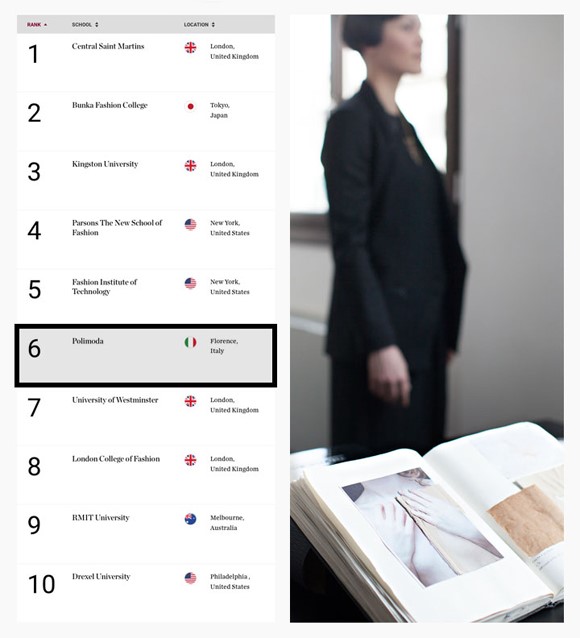 RANK SCHOOL LOCATION
1 Central Saint Martins London,
United Kingdom
2 Bunka Fashion College Tokyo,
Japan
3 Kingston University London,
United Kingdom
4 Parsons The New School of New York,
Fashion United States
5 Fashion Institute of New York,
Technology United States
6 Polimoda Florence,
Italy
7 University of Westminster London,
United Kingdom
8 London College of Fashion London,
United Kingdom
9 RMIT University Melbourne,
Australia
10 Drexel University Philadelphia ,
United States